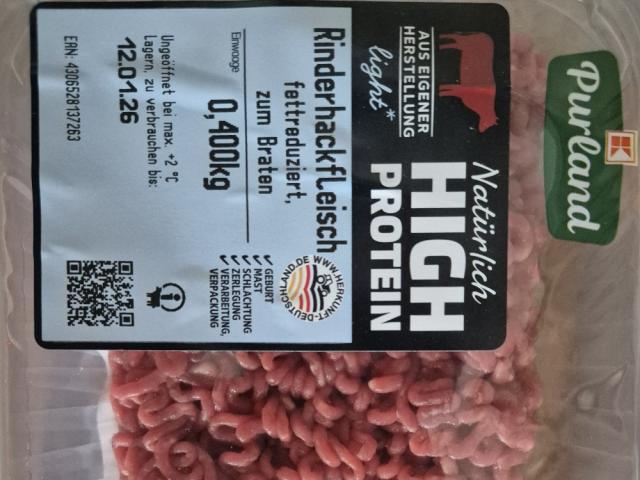 Purland
Natürlich
HIGH
PROTEIN
AUS EIGENER
HERSTELLUNG
light*
Rinderhackfleisch
fettreduziert,
zum Braten
Einwaage
0,400kg
WWW.HERKUNFT-DEUTSCHLAND.DE
✓ GEBURT
✓ MAST
✓ SCHLACHTUNG
✓ ZERLEGUNG
✓ VERARBEITUNG,
VERPACKUNG
Ungeöffnet bei max. +2 °C
Lagern, zu verbrauchen bis:
12.01.26
EAN: 4306528137263